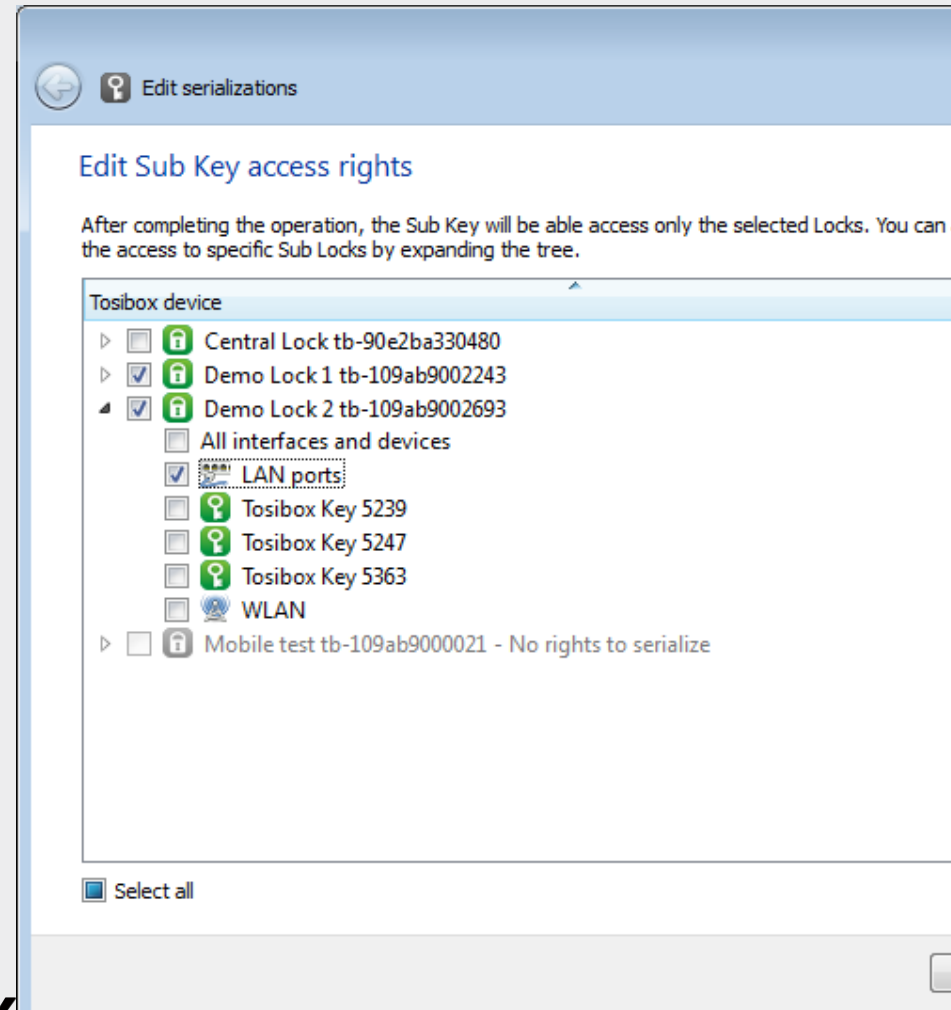 Edit serializations
Edit Sub Key access rights
After completing the operation, the Sub Key will be able access only the selected Locks. You can
the access to specific Sub Locks by expanding the tree.
Tosibox device
Central Lock tb-90e2ba330480
Demo Lock 1 tb-109ab9002243
Demo Lock 2 tb-109ab9002693
All interfaces and devices
LAN ports
Tosibox Key 5239
Tosibox Key 5247
Tosibox Key 5363
WLAN
Mobile test tb-109ab9000021 - No rights to serialize
Select all